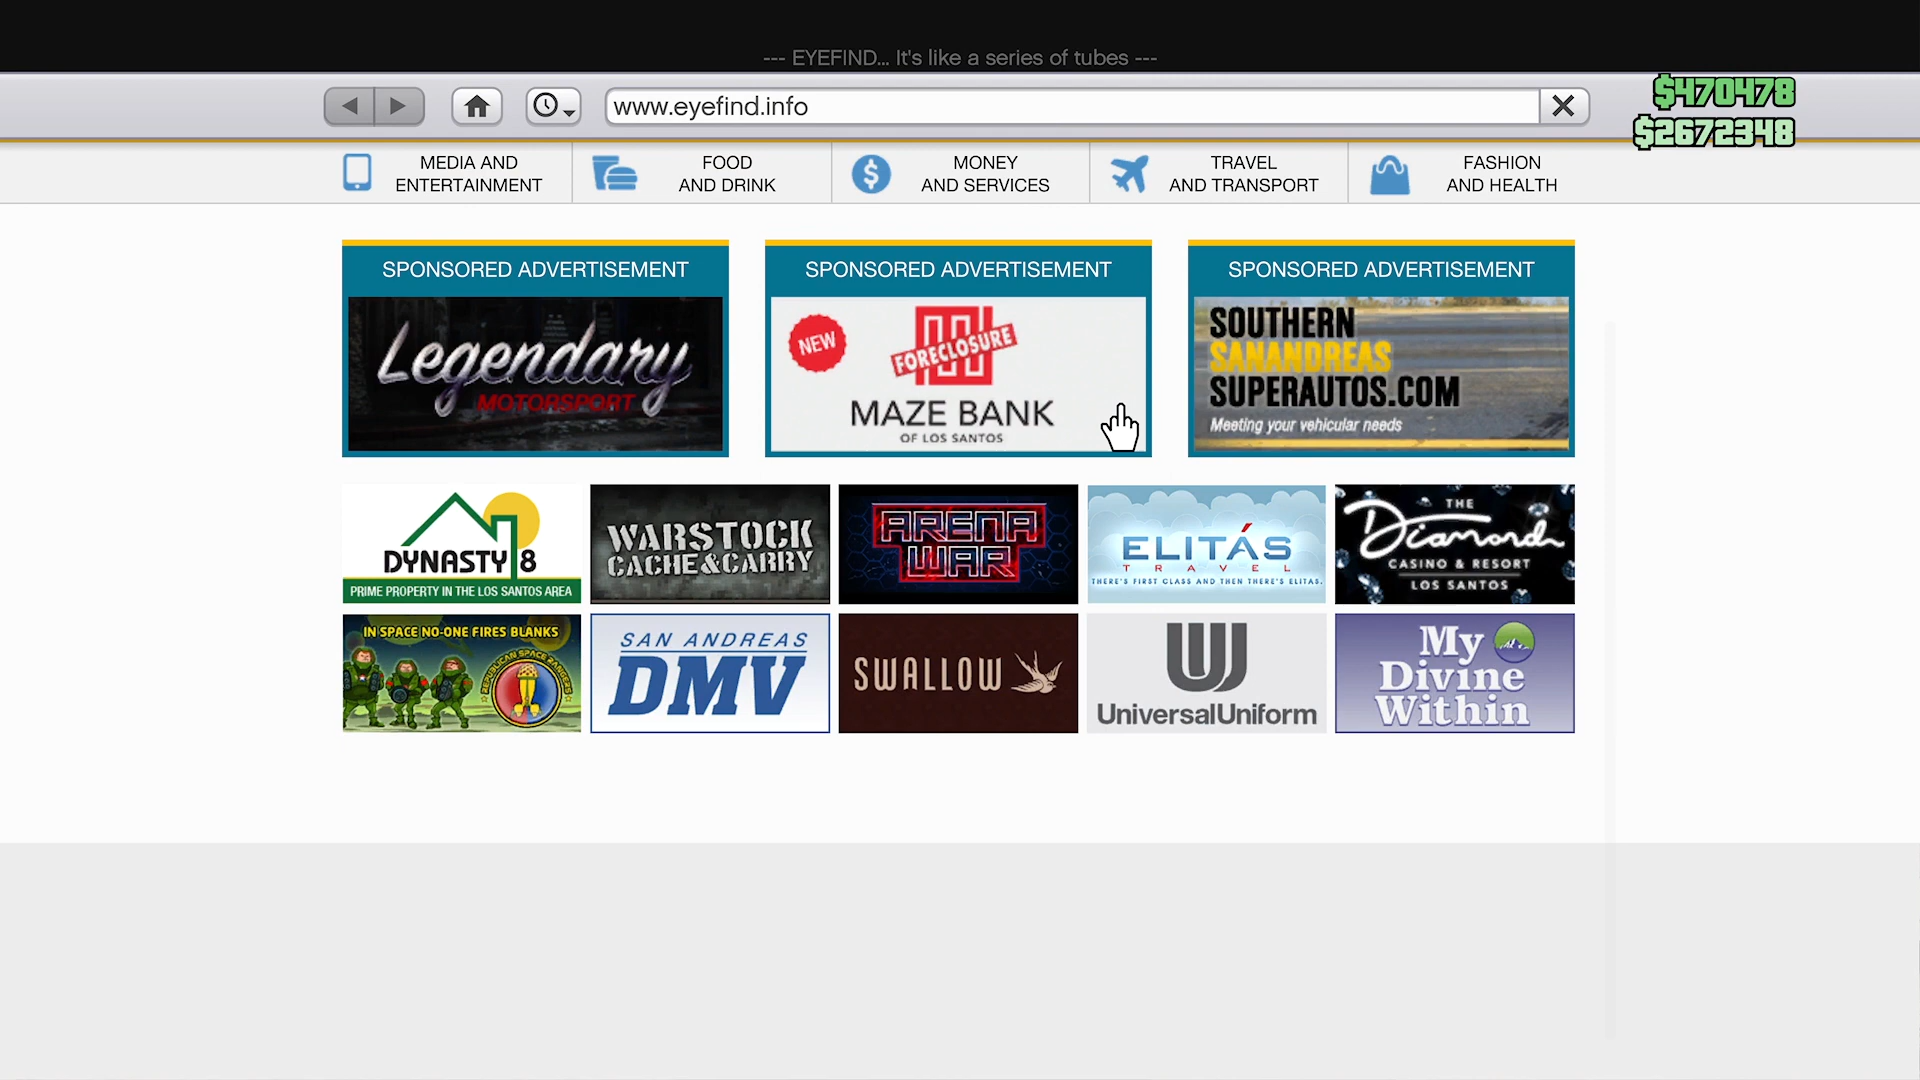 --- EYEFIND... It's like a series of tubes ---
www.eyefind.info
$470478
$2672348
MEDIA AND
ENTERTAINMENT
FOOD
AND DRINK
MONEY
AND SERVICES
TRAVEL
AND TRANSPORT
FASHION
AND HEALTH
SPONSORED ADVERTISEMENT
Legendary
MOTORSPORT
SPONSORED ADVERTISEMENT
NEW
FORECLOSURE
MAZE BANK
OF LOS SANTOS
SPONSORED ADVERTISEMENT
SOUTHERN
SANANDREAS
SUPERAUTOS.COM
Meeting your vehicular needs
DYNASTY 8
PRIME PROPERTY IN THE LOS SANTOS AREA
WARSTOCK
CACHE&CARRY
ARENA
WAR
ELITÁS
TRAVEL
THERE'S FIRST CLASS AND THEN THERE'S ELITAS.
THE
Diamond
CASINO & RESORT
LOS SANTOS
IN SPACE NO-ONE FIRES BLANKS
REPUBLICAN SPACE RANGERS
SAN ANDREAS
DMV
SWALLOW
UniversalUniform
My
Divine
Within